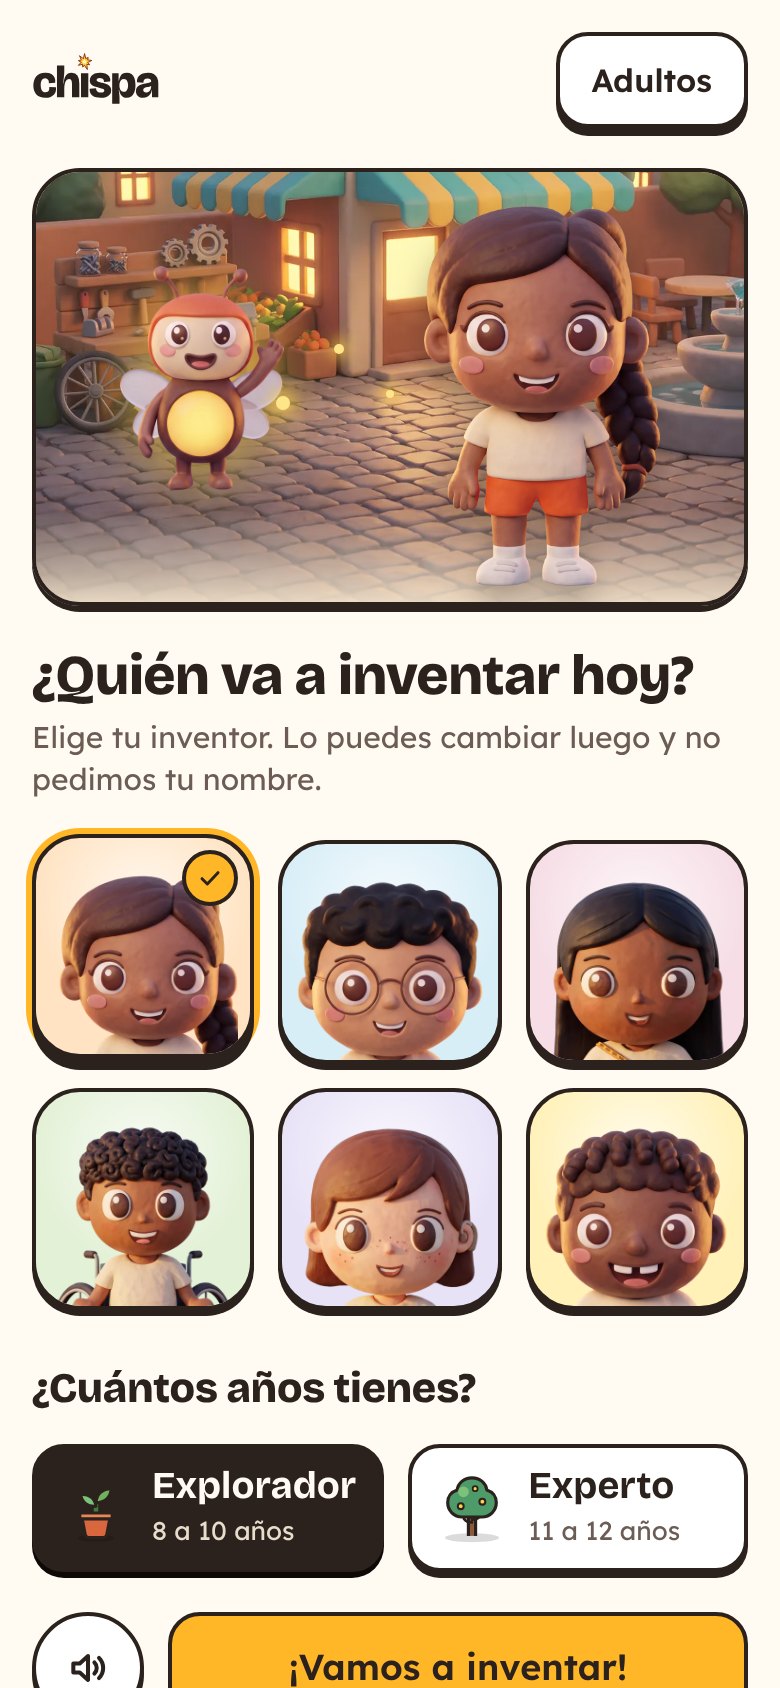 chispa
Adultos
¿Quién va a inventar hoy?
Elige tu inventor. Lo puedes cambiar luego y no
pedimos tu nombre.
¿Cuántos años tienes?
Explorador
8 a 10 años
Experto
11 a 12 años
¡Vamos a inventar!